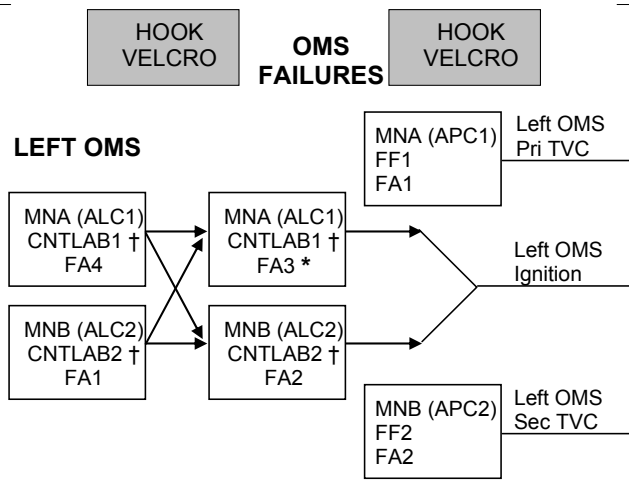 HOOK
VELCRO
OMS
FAILURES
HOOK
VELCRO
LEFT OMS
MNA (APC1)
FF1
FA1
Left OMS
Pri TVC
MNA (ALC1)
CNTLAB1 †
FA4
MNA (ALC1)
CNTLAB1 †
FA3 *
Left OMS
Ignition
MNB (ALC2)
CNTLAB2 †
FA1
MNB (ALC2)
CNTLAB2 †
FA2
MNB (APC2)
FF2
FA2
Left OMS
Sec TVC